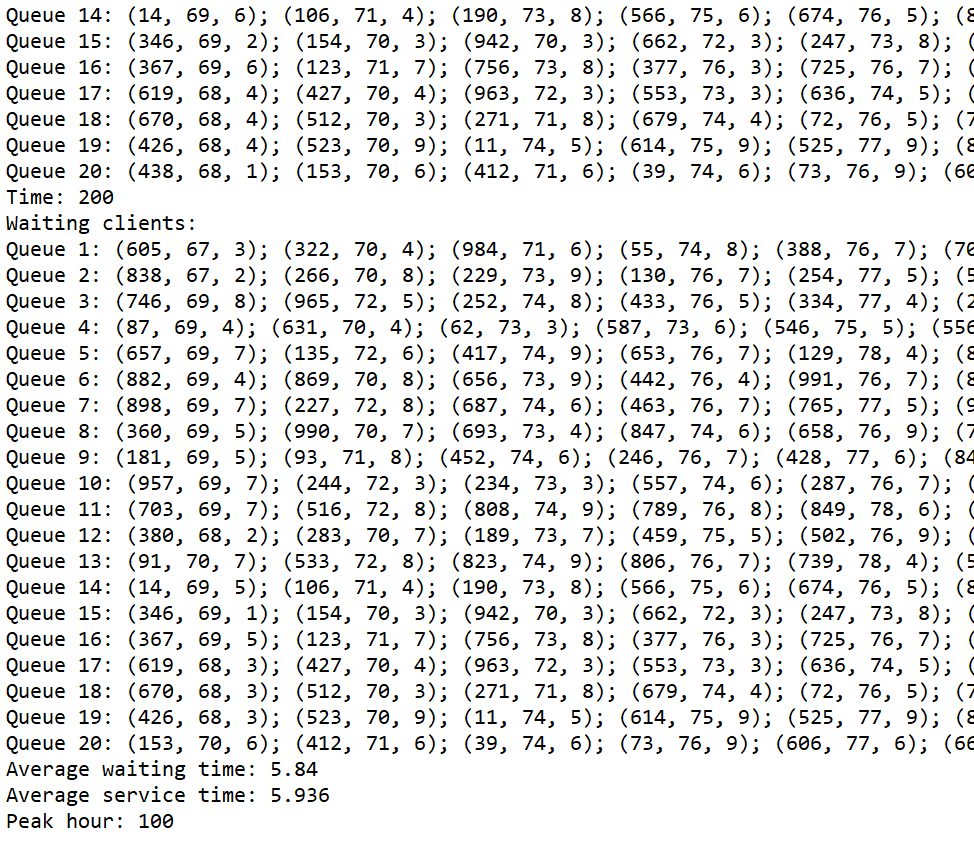 Queue 14: (14, 69, 6); (106, 71, 4); (190, 73, 8); (566, 75, 6); (674, 76, 5); (8
Queue 15: (346, 69, 2); (154, 70, 3); (942, 70, 3); (662, 72, 3); (247, 73, 8); (
Queue 16: (367, 69, 6); (123, 71, 7); (756, 73, 8); (377, 76, 3); (725, 76, 7); (
Queue 17: (619, 68, 4); (427, 70, 4); (963, 72, 3); (553, 73, 3); (636, 74, 5); (
Queue 18: (670, 68, 4); (512, 70, 3); (271, 71, 8); (679, 74, 4); (72, 76, 5); (7
Queue 19: (426, 68, 4); (523, 70, 9); (11, 74, 5); (614, 75, 9); (525, 77, 9); (8
Queue 20: (438, 68, 1); (153, 70, 6); (412, 71, 6); (39, 74, 6); (73, 76, 9); (60
Time: 200
Waiting clients:
Queue 1: (605, 67, 3); (322, 70, 4); (984, 71, 6); (55, 74, 8); (388, 76, 7); (70
Queue 2: (838, 67, 2); (266, 70, 8); (229, 73, 9); (130, 76, 7); (254, 77, 5); (5
Queue 3: (746, 69, 8); (965, 72, 5); (252, 74, 8); (433, 76, 5); (334, 77, 4); (2
Queue 4: (87, 69, 4); (631, 70, 4); (62, 73, 3); (587, 73, 6); (546, 75, 5); (556
Queue 5: (657, 69, 7); (135, 72, 6); (417, 74, 9); (653, 76, 7); (129, 78, 4); (8
Queue 6: (882, 69, 4); (869, 70, 8); (656, 73, 9); (442, 76, 4); (991, 76, 7); (8
Queue 7: (898, 69, 7); (227, 72, 8); (687, 74, 6); (463, 76, 7); (765, 77, 5); (9
Queue 8: (360, 69, 5); (990, 70, 7); (693, 73, 4); (847, 74, 6); (658, 76, 9); (7
Queue 9: (181, 69, 5); (93, 71, 8); (452, 74, 6); (246, 76, 7); (428, 77, 6); (84
Queue 10: (957, 69, 7); (244, 72, 3); (234, 73, 3); (557, 74, 6); (287, 76, 7); (
Queue 11: (703, 69, 7); (516, 72, 8); (808, 74, 9); (789, 76, 8); (849, 78, 6); (
Queue 12: (380, 68, 2); (283, 70, 7); (189, 73, 7); (459, 75, 5); (502, 76, 9); (
Queue 13: (91, 70, 7); (533, 72, 8); (823, 74, 9); (806, 76, 7); (739, 78, 4); (5
Queue 14: (14, 69, 5); (106, 71, 4); (190, 73, 8); (566, 75, 6); (674, 76, 5); (8
Queue 15: (346, 69, 1); (154, 70, 3); (942, 70, 3); (662, 72, 3); (247, 73, 8); (
Queue 16: (367, 69, 5); (123, 71, 7); (756, 73, 8); (377, 76, 3); (725, 76, 7); (
Queue 17: (619, 68, 3); (427, 70, 4); (963, 72, 3); (553, 73, 3); (636, 74, 5); (
Queue 18: (670, 68, 3); (512, 70, 3); (271, 71, 8); (679, 74, 4); (72, 76, 5); (7
Queue 19: (426, 68, 3); (523, 70, 9); (11, 74, 5); (614, 75, 9); (525, 77, 9); (8
Queue 20: (153, 70, 6); (412, 71, 6); (39, 74, 6); (73, 76, 9); (606, 77, 6); (66
Average waiting time: 5.84
Average service time: 5.936
Peak hour: 100